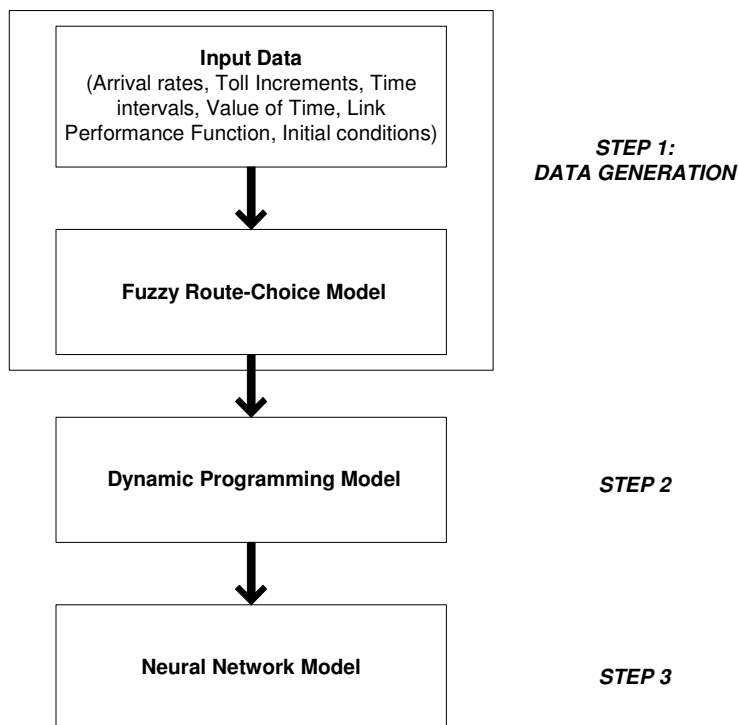 Input Data
(Arrival rates, Toll Increments, Time
intervals, Value of Time, Link
Performance Function, Initial conditions)
STEP 1:
DATA GENERATION
Fuzzy Route-Choice Model
Dynamic Programming Model
STEP 2
Neural Network Model
STEP 3